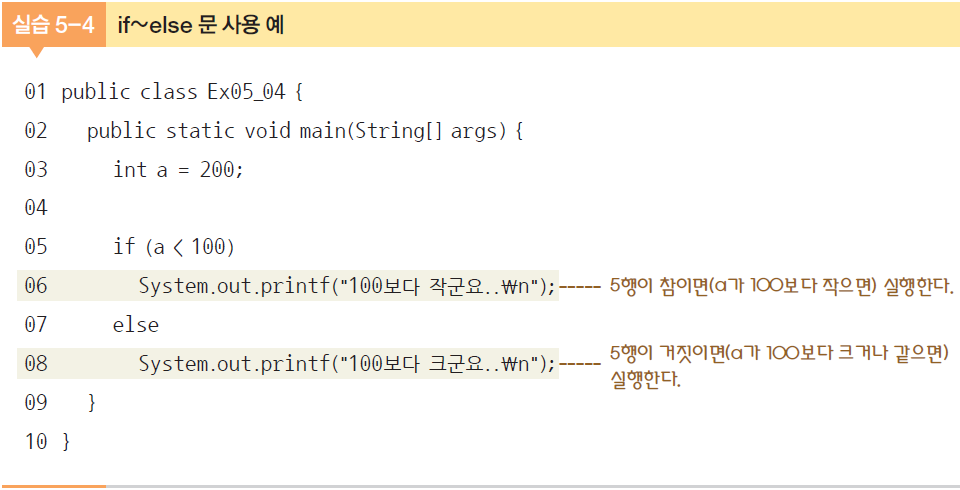 실습 5-4 if~else 문 사용 예
01 public class Ex05_04 {
02 public static void main(String[] args) {
03 int a = 200;
04
05 if (a < 100)
06 System.out.printf("100보다 작군요..₩n"); ----- 5행이 참이면(a가 100보다 작으면) 실행한다.
07 else
08 System.out.printf("100보다 크군요..₩n"); ----- 5행이 거짓이면(a가 100보다 크거나 같으면)
실행한다.
09 }
10 }